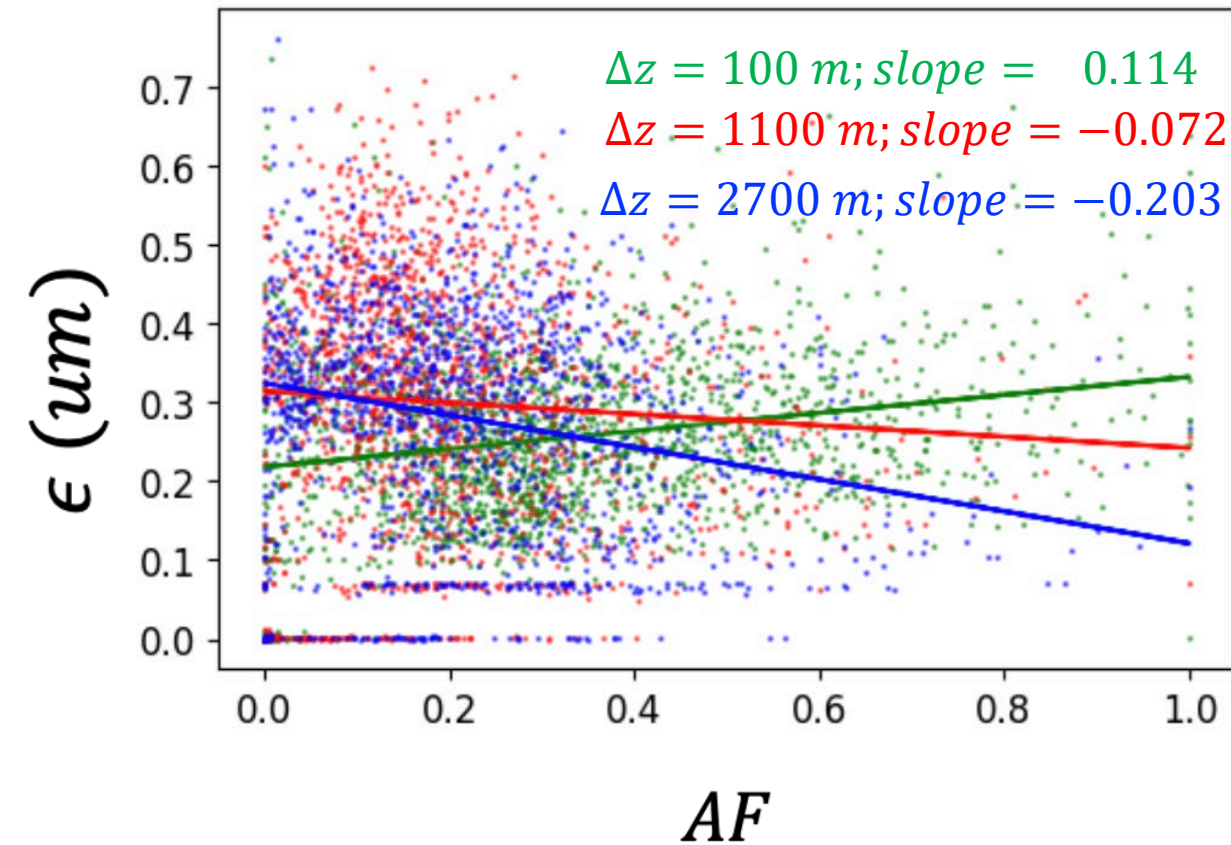 Δz = 100 m; slope = 0.114
Δz = 1100 m; slope = −0.072
Δz = 2700 m; slope = −0.203
0.7
0.6
0.5
0.4
0.3
0.2
0.1
0.0
ϵ (um)
0.0 0.2 0.4 0.6 0.8 1.0
AF